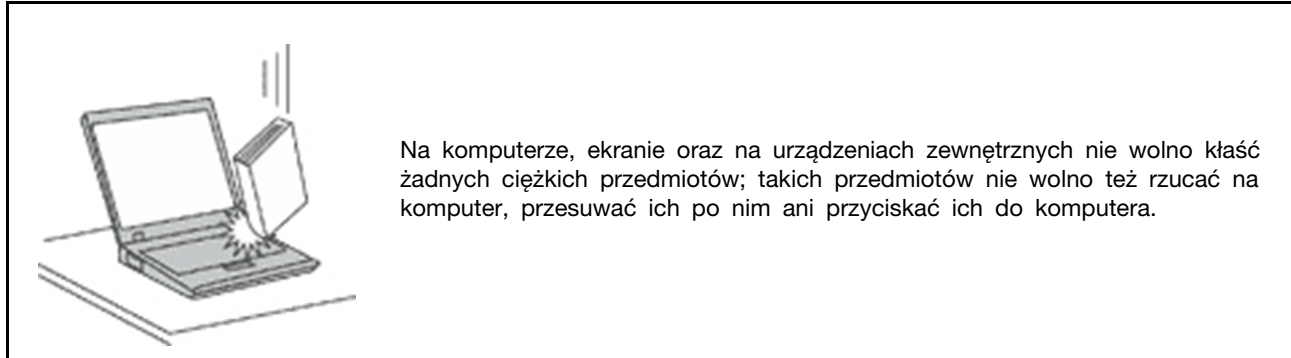 Na komputerze, ekranie oraz na urządzeniach zewnętrznych nie wolno kłaść
żadnych ciężkich przedmiotów; takich przedmiotów nie wolno też rzucać na
komputer, przesuwać ich po nim ani przyciskać ich do komputera.